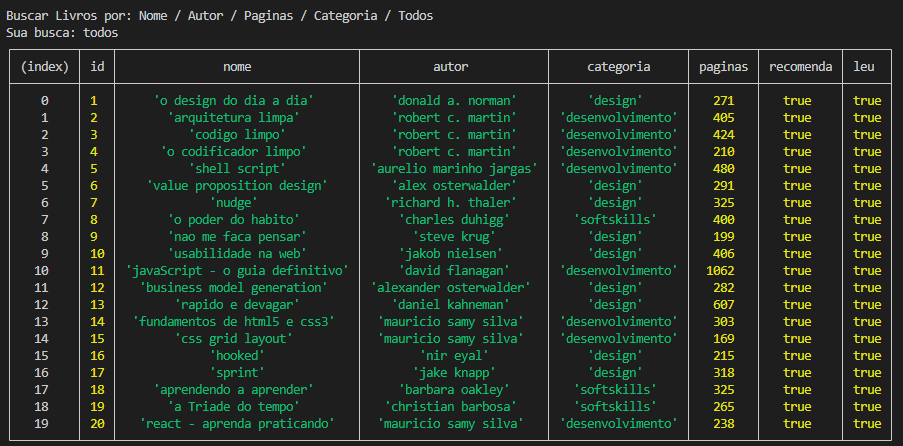 Buscar Livros por: Nome / Autor / Paginas / Categoria / Todos
Sua busca: todos
(index) id nome autor categoria paginas recomenda leu
0 1 'o design do dia a dia' 'donald a. norman' 'design' 271 true true
1 2 'arquitetura limpa' 'robert c. martin' 'desenvolvimento' 405 true true
2 3 'codigo limpo' 'robert c. martin' 'desenvolvimento' 424 true true
3 4 'o codificador limpo' 'robert c. martin' 'desenvolvimento' 210 true true
4 5 'shell script' 'aurelio marinho jargas' 'desenvolvimento' 480 true true
5 6 'value proposition design' 'alex osterwalder' 'design' 291 true true
6 7 'nudge' 'richard h. thaler' 'design' 325 true true
7 8 'o poder do habito' 'charles duhigg' 'softskills' 400 true true
8 9 'nao me faca pensar' 'steve krug' 'design' 199 true true
9 10 'usabilidade na web' 'jakob nielsen' 'design' 406 true true
10 11 'javaScript - o guia definitivo' 'david flanagan' 'desenvolvimento' 1062 true true
11 12 'business model generation' 'alexander osterwalder' 'design' 282 true true
12 13 'rapido e devagar' 'daniel kahneman' 'design' 607 true true
13 14 'fundamentos de html5 e css3' 'mauricio samy silva' 'desenvolvimento' 303 true true
14 15 'css grid layout' 'mauricio samy silva' 'desenvolvimento' 169 true true
15 16 'hooked' 'nir eyal' 'design' 215 true true
16 17 'sprint' 'jake knapp' 'design' 318 true true
17 18 'aprendendo a aprender' 'barbara oakley' 'softskills' 325 true true
18 19 'a Triade do tempo' 'christian barbosa' 'softskills' 265 true true
19 20 'react - aprenda praticando' 'mauricio samy silva' 'desenvolvimento' 238 true true